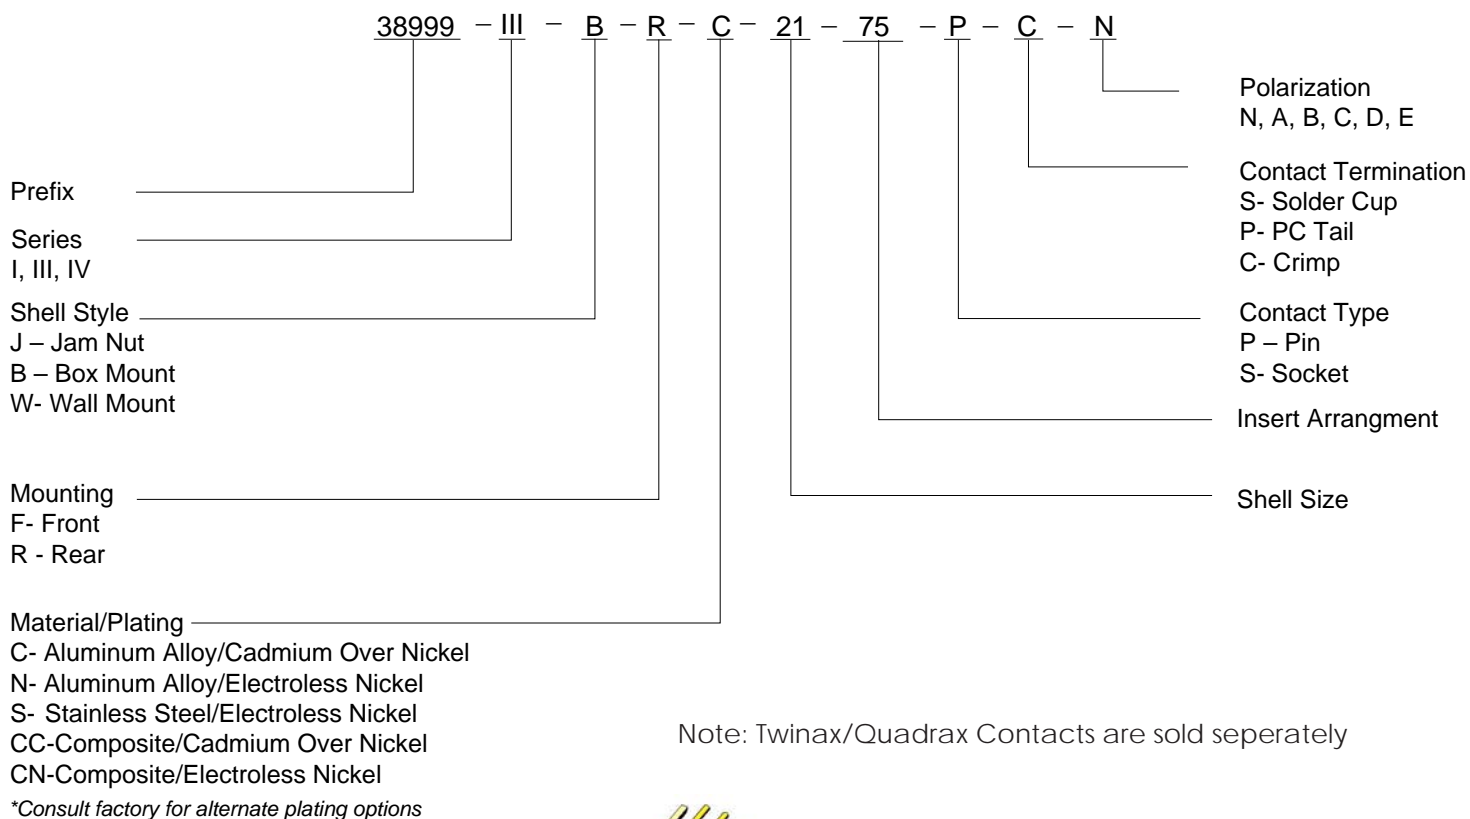 38999 – III – B – R – C – 21 – 75 – P – C – N
Prefix
Series
I, III, IV
Shell Style
J – Jam Nut
B – Box Mount
W- Wall Mount
Mounting
F- Front
R - Rear
Material/Plating
C- Aluminum Alloy/Cadmium Over Nickel
N- Aluminum Alloy/Electroless Nickel
S- Stainless Steel/Electroless Nickel
CC-Composite/Cadmium Over Nickel
CN-Composite/Electroless Nickel
*Consult factory for alternate plating options
Polarization
N, A, B, C, D, E
Contact Termination
S- Solder Cup
P- PC Tail
C- Crimp
Contact Type
P – Pin
S- Socket
Insert Arrangment
Shell Size
Note: Twinax/Quadrax Contacts are sold seperately